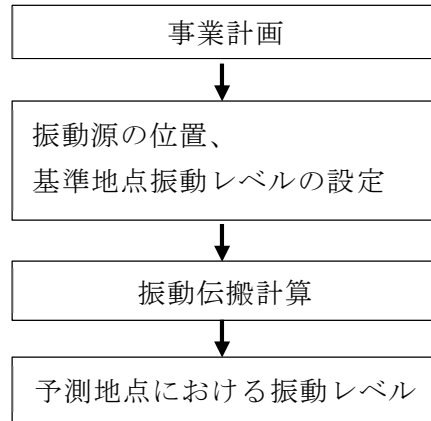 事業計画
振動源の位置、
基準地点振動レベルの設定
振動伝搬計算
予測地点における振動レベル